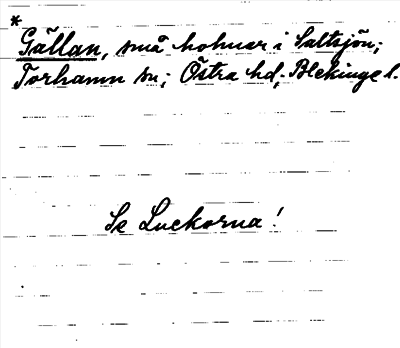 *
Gällan, små holmar i Saltsjön;
Torhamn sn; Östra hd; Blekinge l.
Se Luckorna!